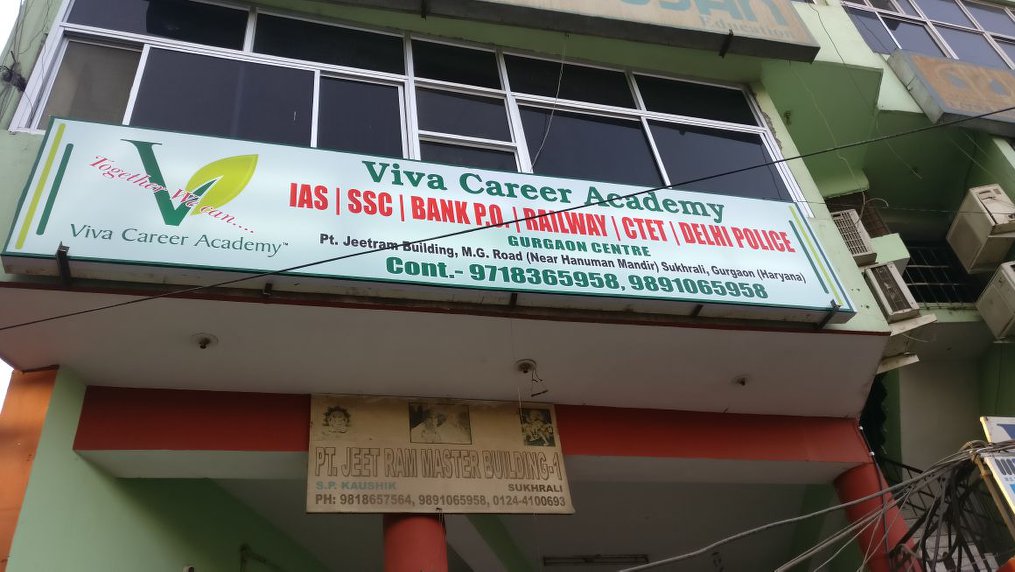 Education
Together We can....
Viva Career Academy™
Viva Career Academy
IAS | SSC | BANK P.O. | RAILWAY | CTET | DELHI POLICE
GURGAON CENTRE
Pt. Jeetram Building, M.G. Road (Near Hanuman Mandir) Sukhrali, Gurgaon (Haryana)
Cont.- 9718365958, 9891065958
PT. JEET RAM MASTER BUILDING-1
S.P. KAUSHIK SUKHRALI
PH: 9818657564, 9891065958, 0124-4100693